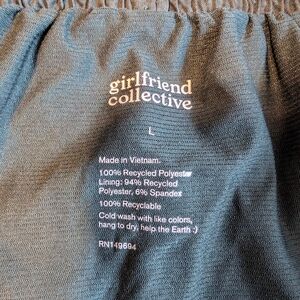 girlfriend
collective
L
Made in Vietnam.
100% Recycled Polyester
Lining: 94% Recycled
Polyester, 6% Spandex
100% Recyclable
Cold wash with like colors,
hang to dry, help the Earth :)
RN149694